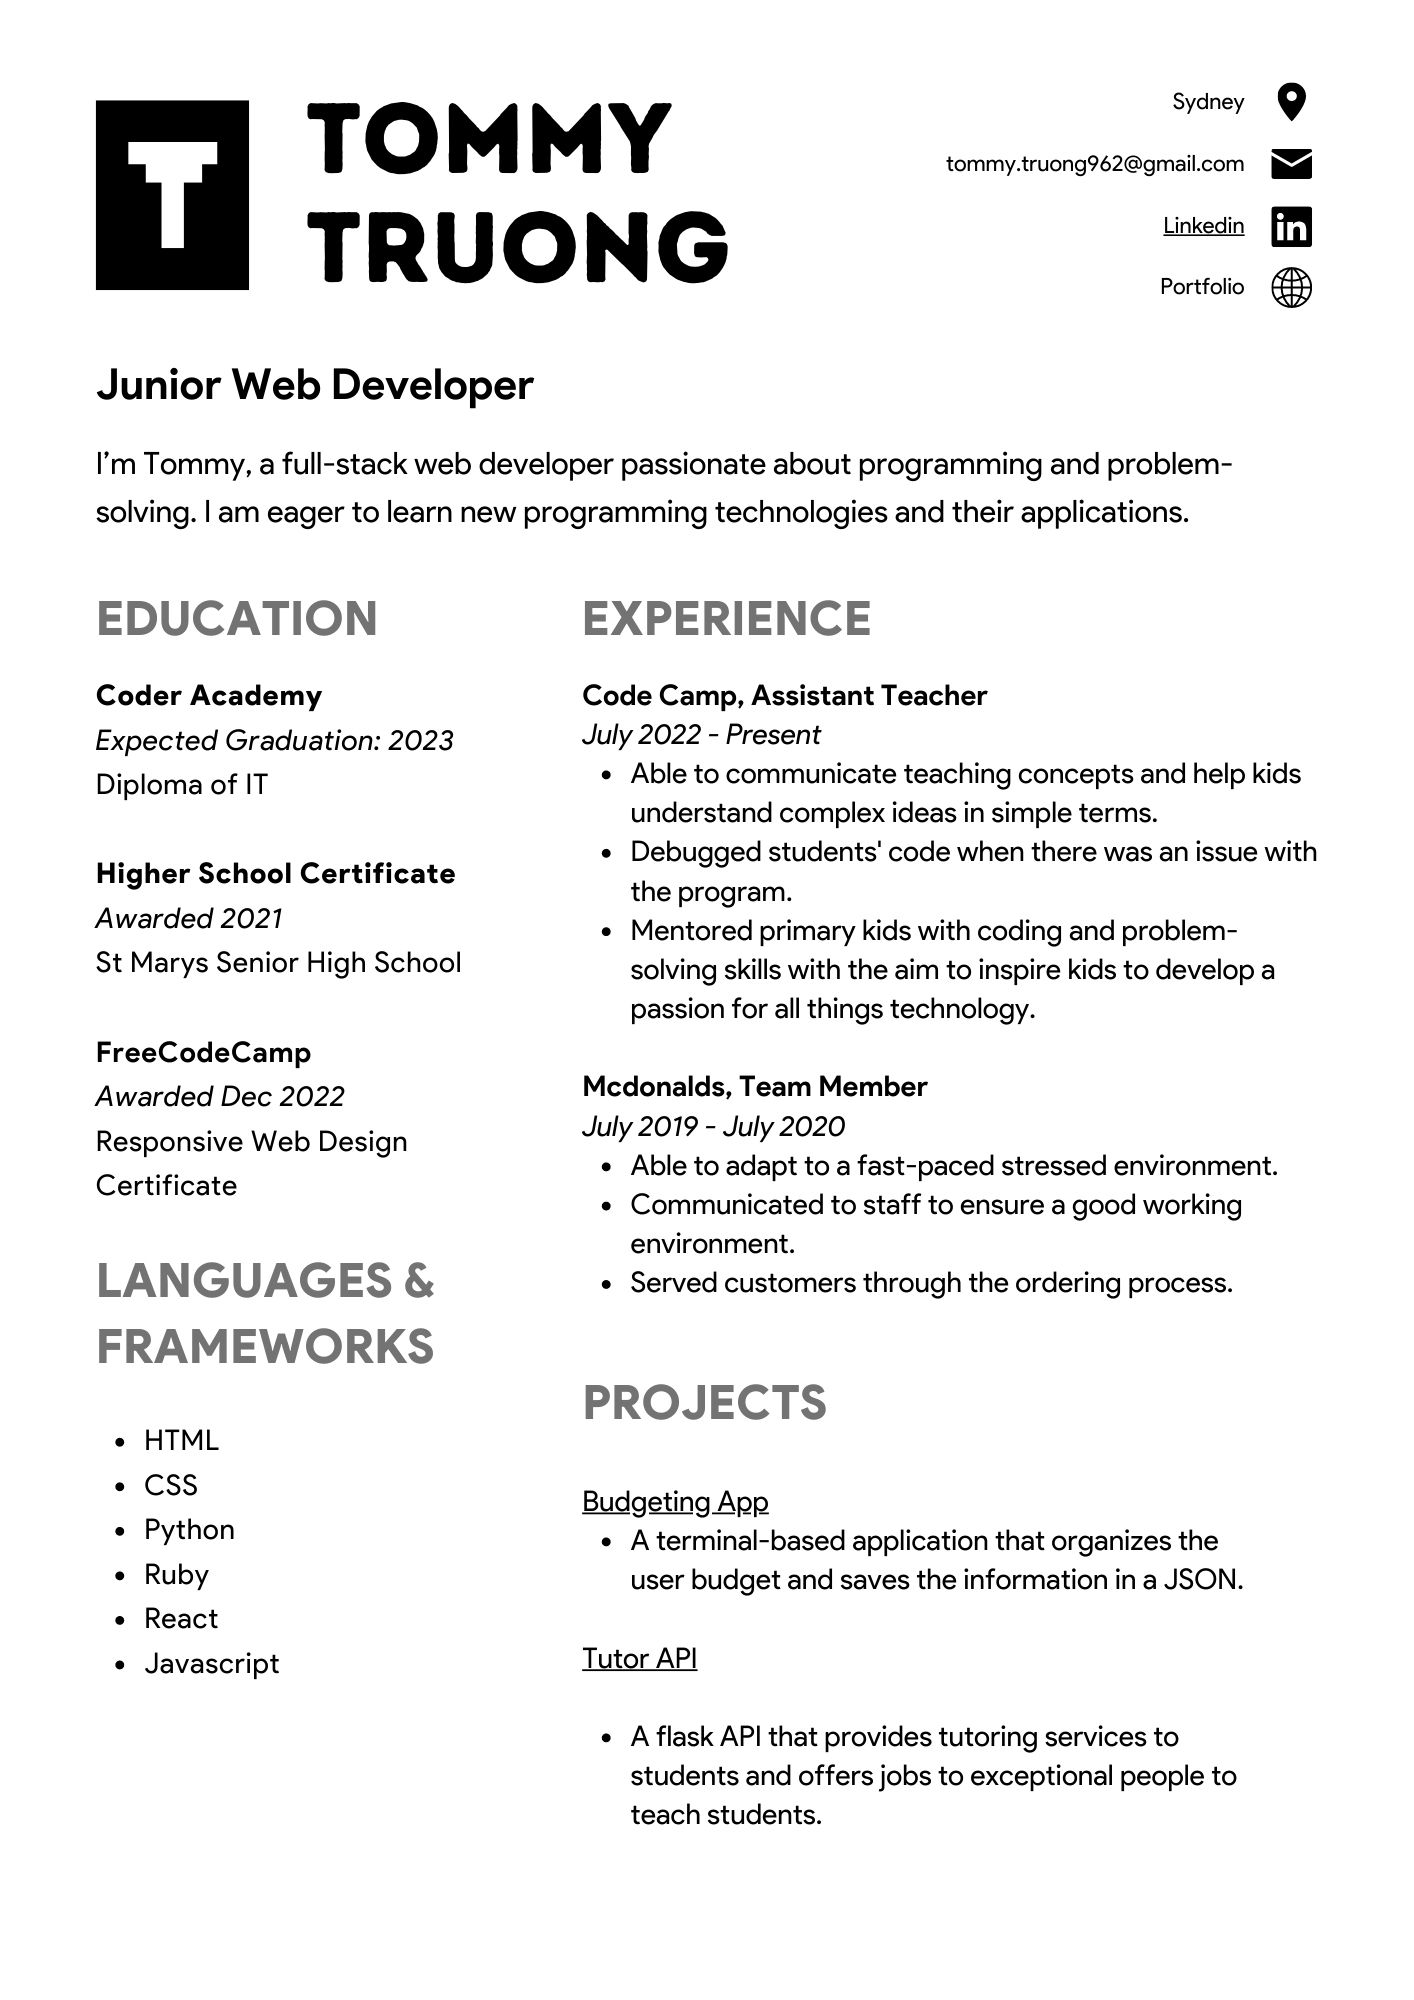 T
TOMMY
TRUONG
Sydney
tommy.truong962@gmail.com
Linkedin
in
Portfolio
Junior Web Developer
I'm Tommy, a full-stack web developer passionate about programming and problem-
solving. I am eager to learn new programming technologies and their applications.
EDUCATION
Coder Academy
Expected Graduation: 2023
Diploma of IT
Higher School Certificate
Awarded 2021
St Marys Senior High School
FreeCodeCamp
Awarded Dec 2022
Responsive Web Design
Certificate
LANGUAGES &
FRAMEWORKS
• HTML
• CSS
• Python
• Ruby
• React
• Javascript
EXPERIENCE
Code Camp, Assistant Teacher
July 2022 - Present
• Able to communicate teaching concepts and help kids
understand complex ideas in simple terms.
• Debugged students' code when there was an issue with
the program.
• Mentored primary kids with coding and problem-
solving skills with the aim to inspire kids to develop a
passion for all things technology.
Mcdonalds, Team Member
July 2019 - July 2020
• Able to adapt to a fast-paced stressed environment.
• Communicated to staff to ensure a good working
environment.
• Served customers through the ordering process.
PROJECTS
Budgeting App
• A terminal-based application that organizes the
user budget and saves the information in a JSON.
Tutor API
• A flask API that provides tutoring services to
students and offers jobs to exceptional people to
teach students.